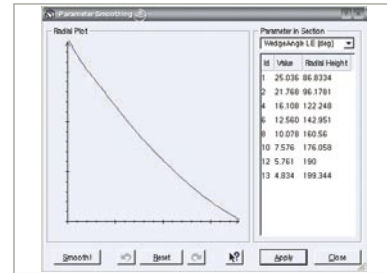 Parameter Smoothing
Radial Plot
Parameter in Section
WedgeAngle LE [deg]
Id Value Radial Height
1 25.036 86.8334
2 21.768 96.1781
4 16.108 122.248
6 12.560 142.951
8 10.078 160.56
10 7.576 176.058
12 5.761 190
13 4.834 199.344
Smooth!
Reset
Apply
Close